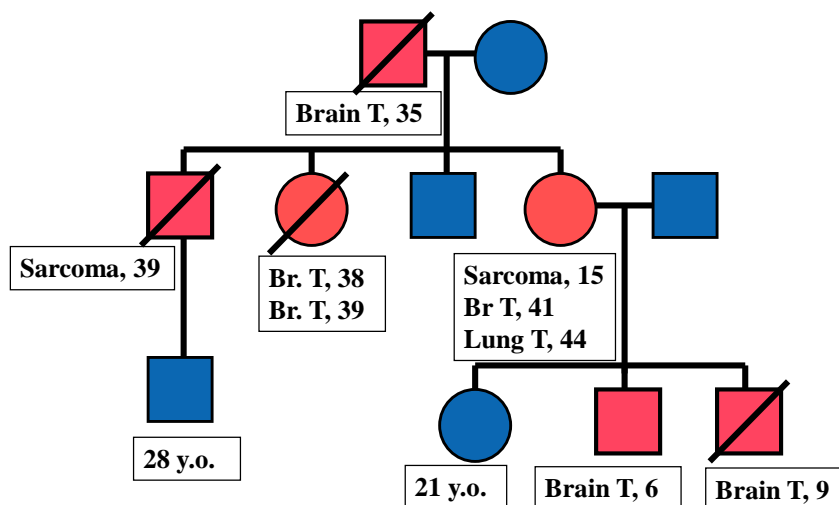 Brain T, 35
Sarcoma, 39
Br. T, 38
Br. T, 39
Sarcoma, 15
Br T, 41
Lung T, 44
28 y.o.
21 y.o.
Brain T, 6
Brain T, 9